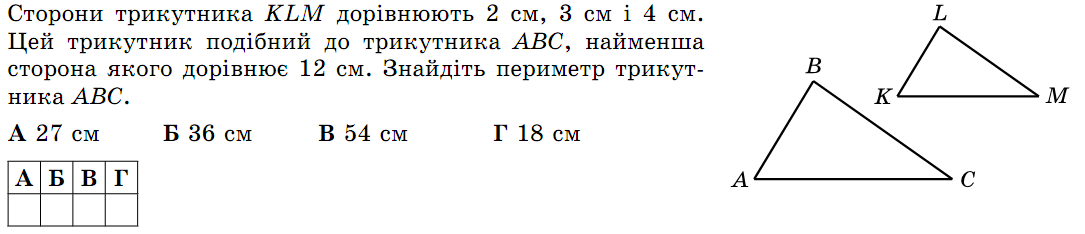 Сторони трикутника KLM дорівнюють 2 см, 3 см і 4 см.
Цей трикутник подібний до трикутника ABC, найменша
сторона якого дорівнює 12 см. Знайдіть периметр трикут-
ника ABC.
А 27 см Б 36 см В 54 см Г 18 см
А Б В Г
L
K M
B
A C